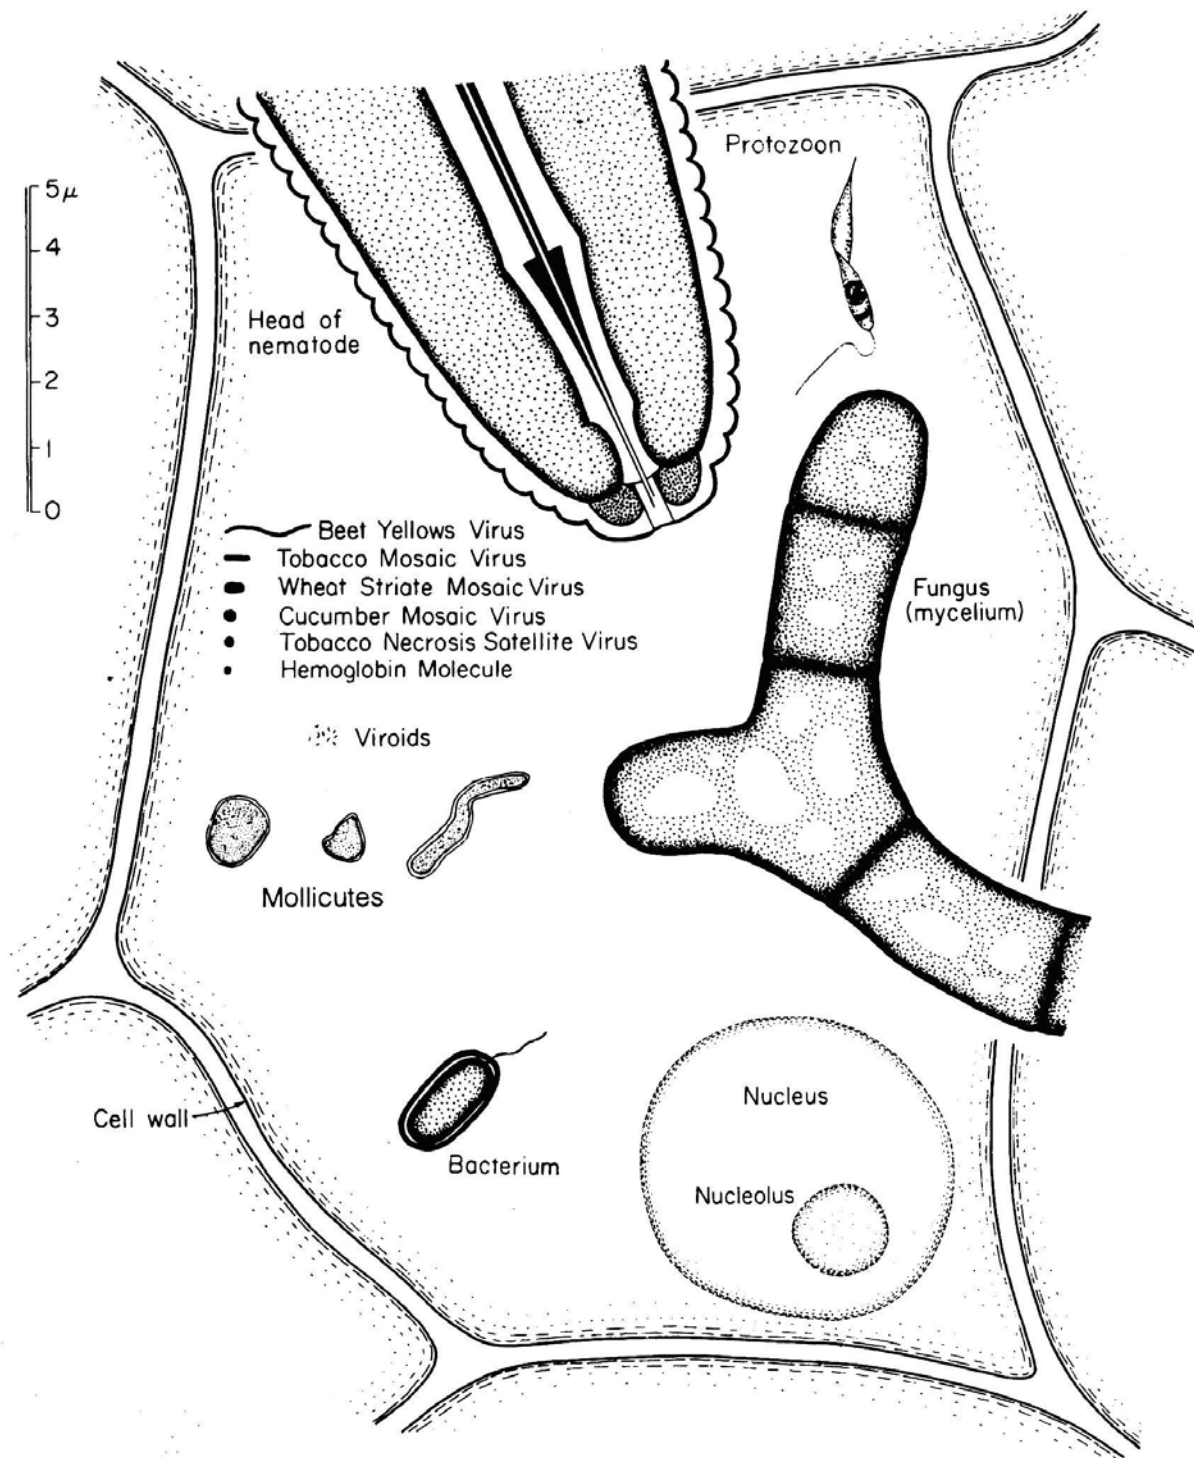 Protozoon
5μ
4
3
2
1
0
Head of
nematode
Beet Yellows Virus
Tobacco Mosaic Virus
Wheat Striate Mosaic Virus
Cucumber Mosaic Virus
Tobacco Necrosis Satellite Virus
Hemoglobin Molecule
Fungus
(mycelium)
Viroids
Mollicutes
Cell wall
Bacterium
Nucleus
Nucleolus